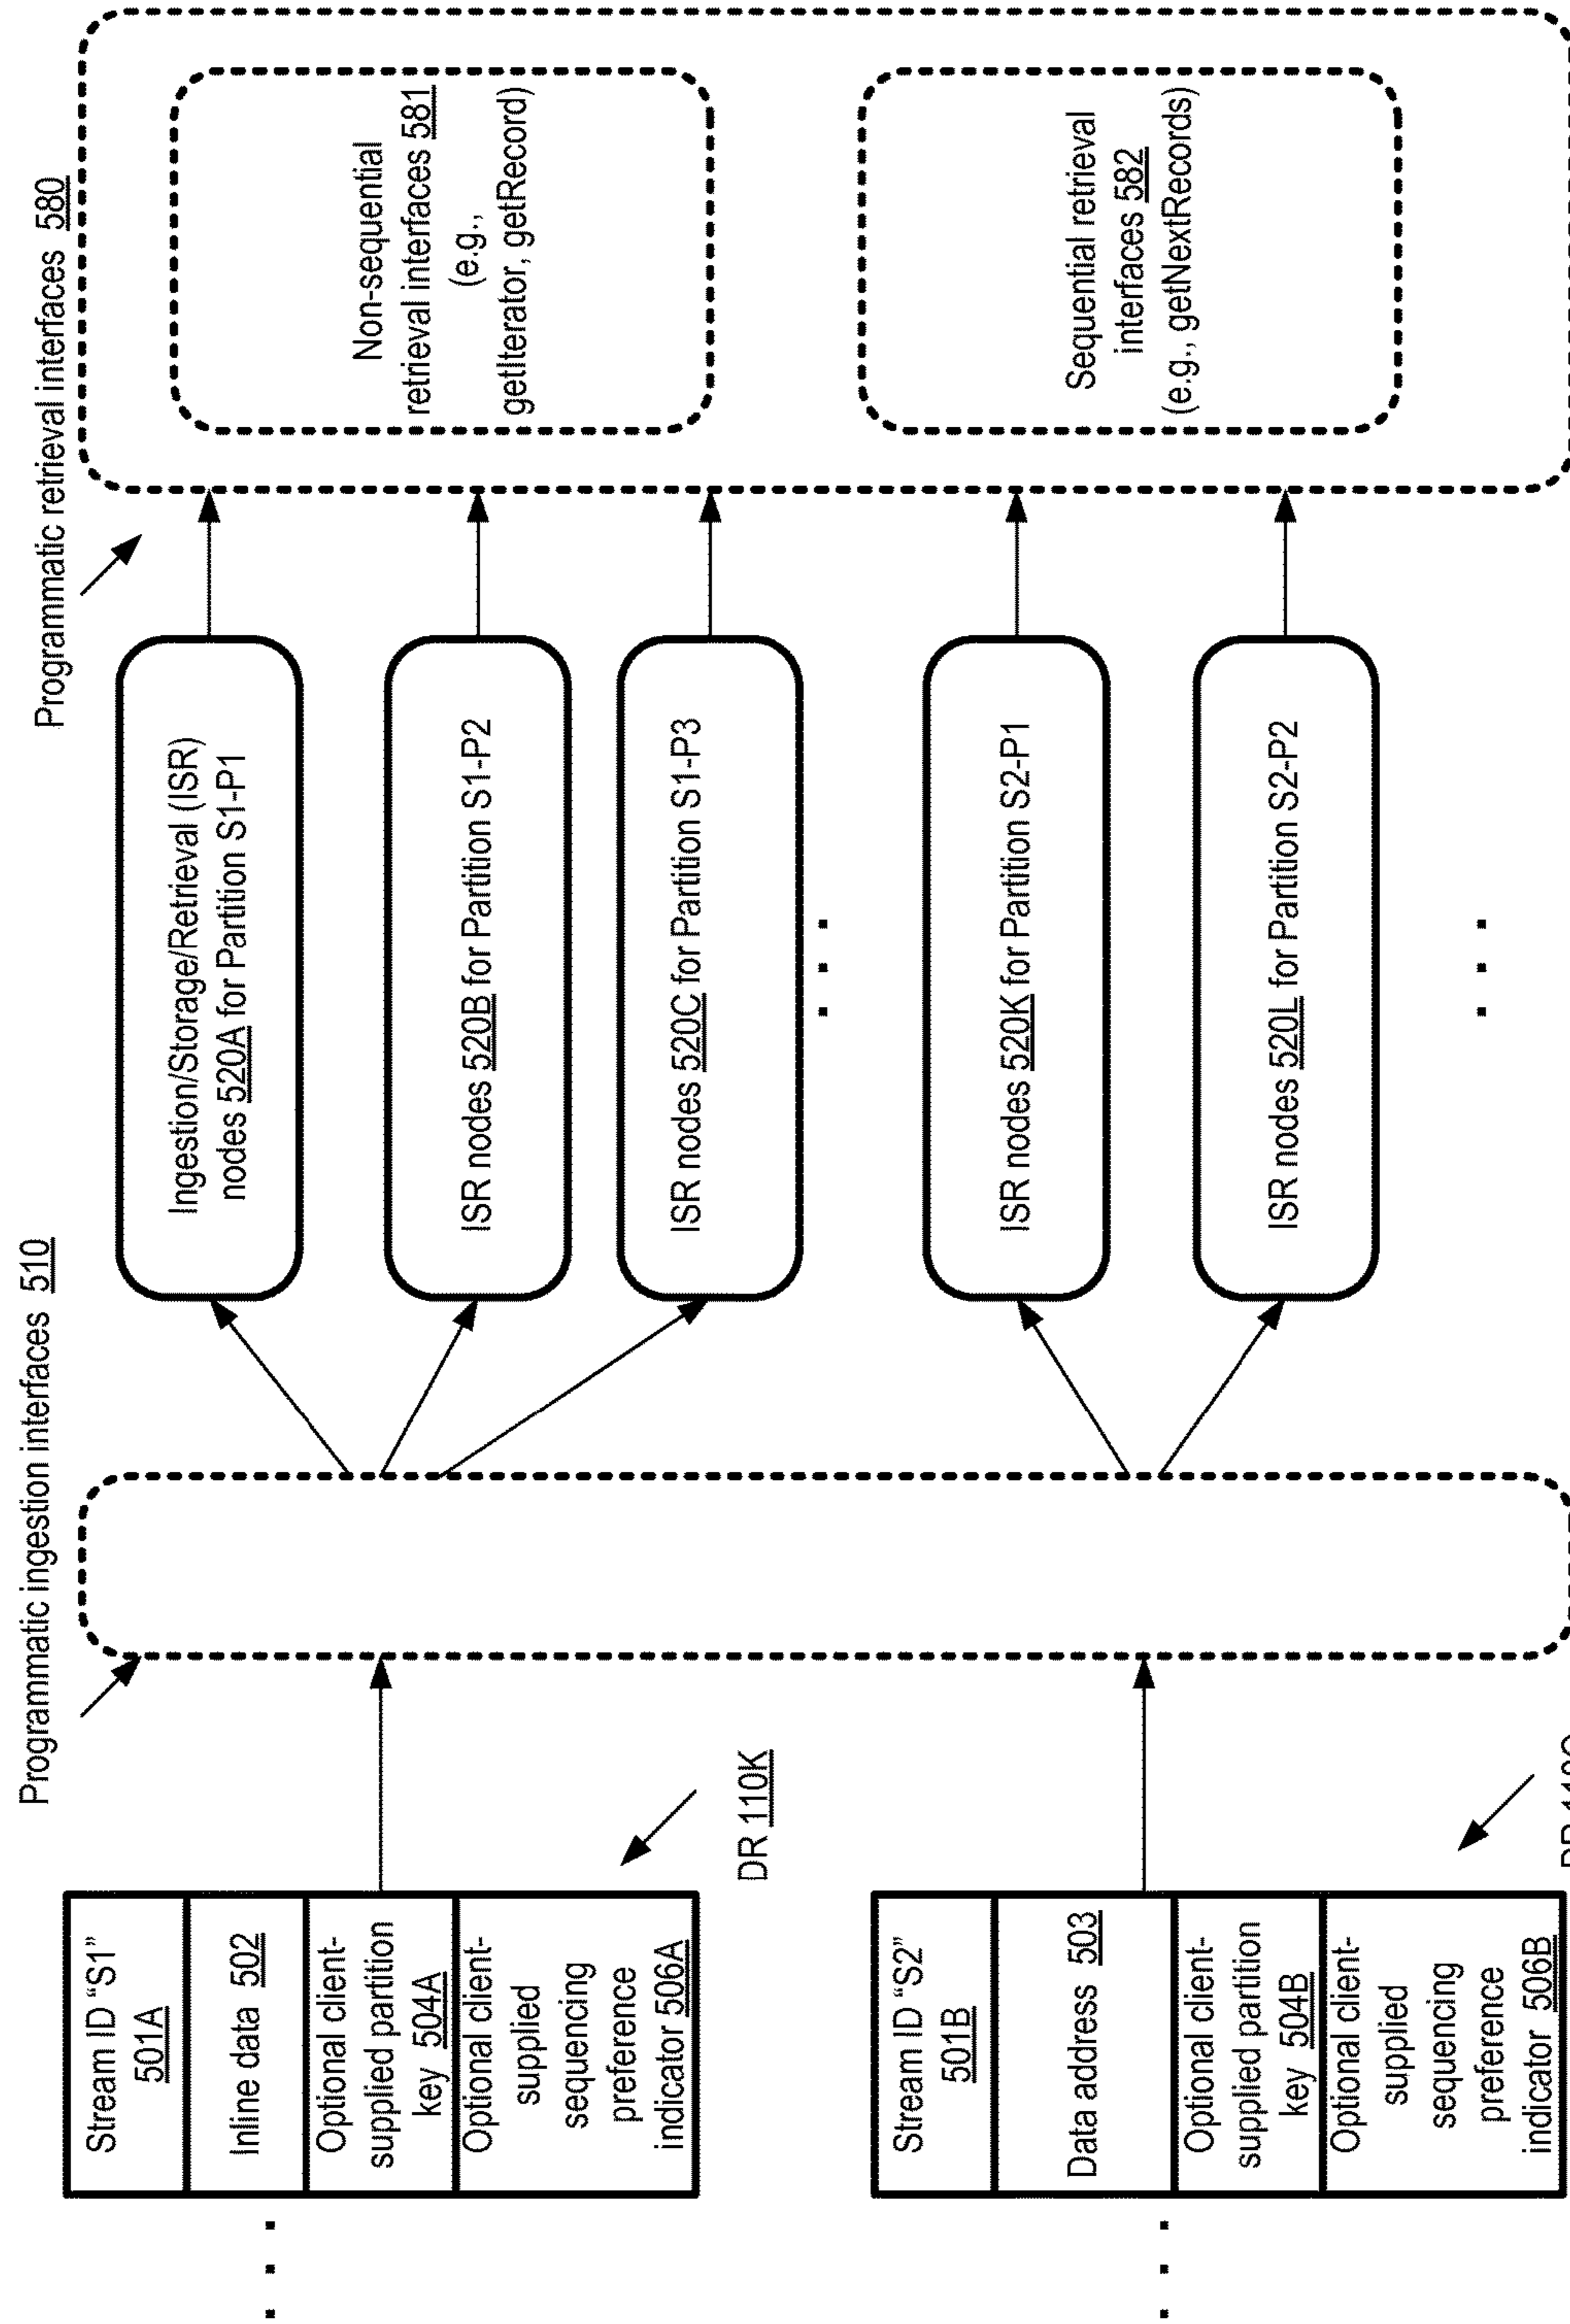 Programmatic ingestion interfaces 510
Programmatic retrieval interfaces 580
Stream ID “S1”
501A
Inline data 502
Optional client-
supplied partition
key 504A
Optional client-
supplied
sequencing
preference
indicator 506A
DR 110K
Stream ID “S2”
501B
Data address 503
Optional client-
supplied partition
key 504B
Optional client-
supplied
sequencing
preference
indicator 506B
Ingestion/Storage/Retrieval (ISR)
nodes 520A for Partition S1-P1
ISR nodes 520B for Partition S1-P2
ISR nodes 520C for Partition S1-P3
ISR nodes 520K for Partition S2-P1
ISR nodes 520L for Partition S2-P2
Non-sequential
retrieval interfaces 581
(e.g.,
getIterator, getRecord)
Sequential retrieval
interfaces 582
(e.g., getNextRecords)